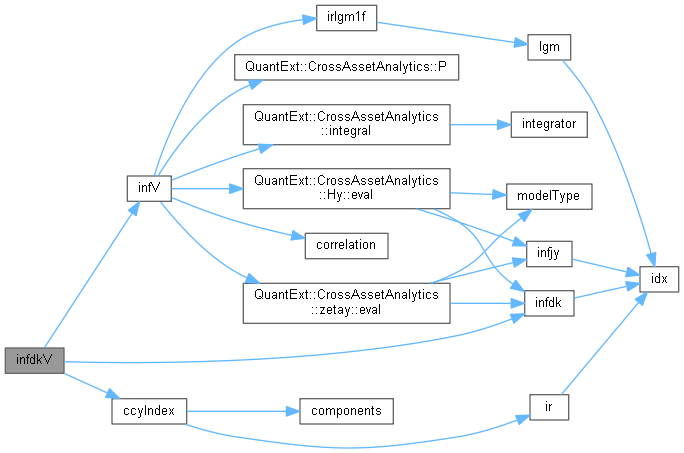 irlgm1f
lgm
QuantExt::CrossAssetAnalytics::P
QuantExt::CrossAssetAnalytics
::integral
integrator
infV
QuantExt::CrossAssetAnalytics
::Hy::eval
modelType
correlation
infjy
idx
QuantExt::CrossAssetAnalytics
::zetay::eval
infdk
infdkV
ccyIndex
components
ir